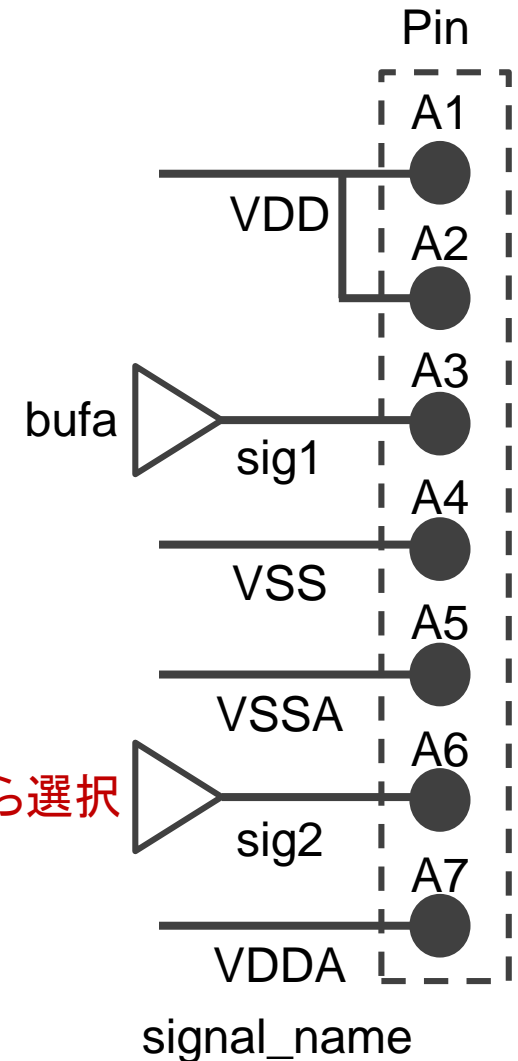 Pin
A1
VDD
A2
A3
bufa
sig1
A4
VSS
A5
VSSA
A6
ら選択
sig2
A7
VDDA
signal_name